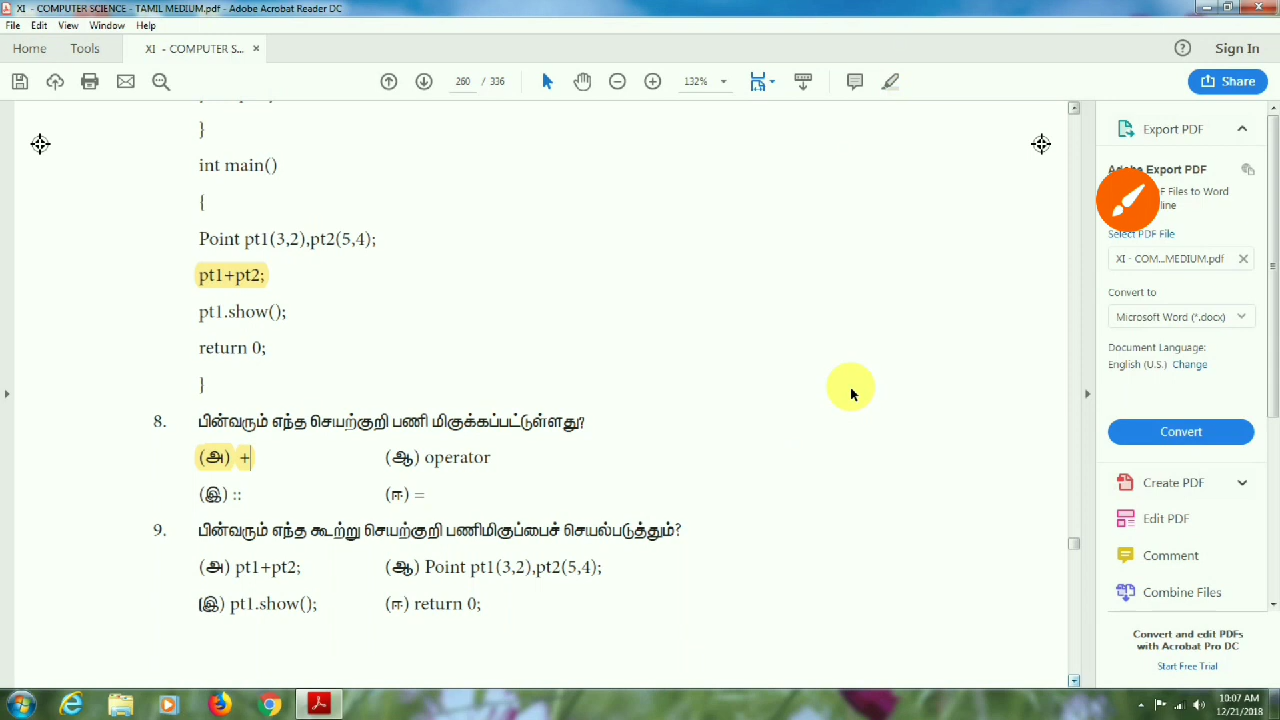 XI - COMPUTER SCIENCE - TAMIL MEDIUM.pdf - Adobe Acrobat Reader DC
File Edit View Window Help
Home Tools XI - COMPUTER S... × Sign In
260 / 336 132% Share
}
int main()
{
Point pt1(3,2),pt2(5,4);
pt1+pt2;
pt1.show();
return 0;
}
8. பின்வரும் எந்த செயற்குறி பணி மிகுக்கப்பட்டுள்ளது?
(அ) + (ஆ) operator
(இ) :: (ஈ) =
9. பின்வரும் எந்த கூற்று செயற்குறி பணிமிகுப்பைச் செயல்படுத்தும்?
(அ) pt1+pt2; (ஆ) Point pt1(3,2),pt2(5,4);
(இ) pt1.show(); (ஈ) return 0;
Export PDF
Adobe Export PDF
PDF Files to Word
Select PDF File
XI - COM...MEDIUM.pdf
Convert to
Microsoft Word (*.docx)
Document Language:
English (U.S.) Change
Convert
Create PDF
Edit PDF
Comment
Combine Files
Convert and edit PDFs
with Acrobat Pro DC
Start Free Trial
10:07 AM
12/21/2018